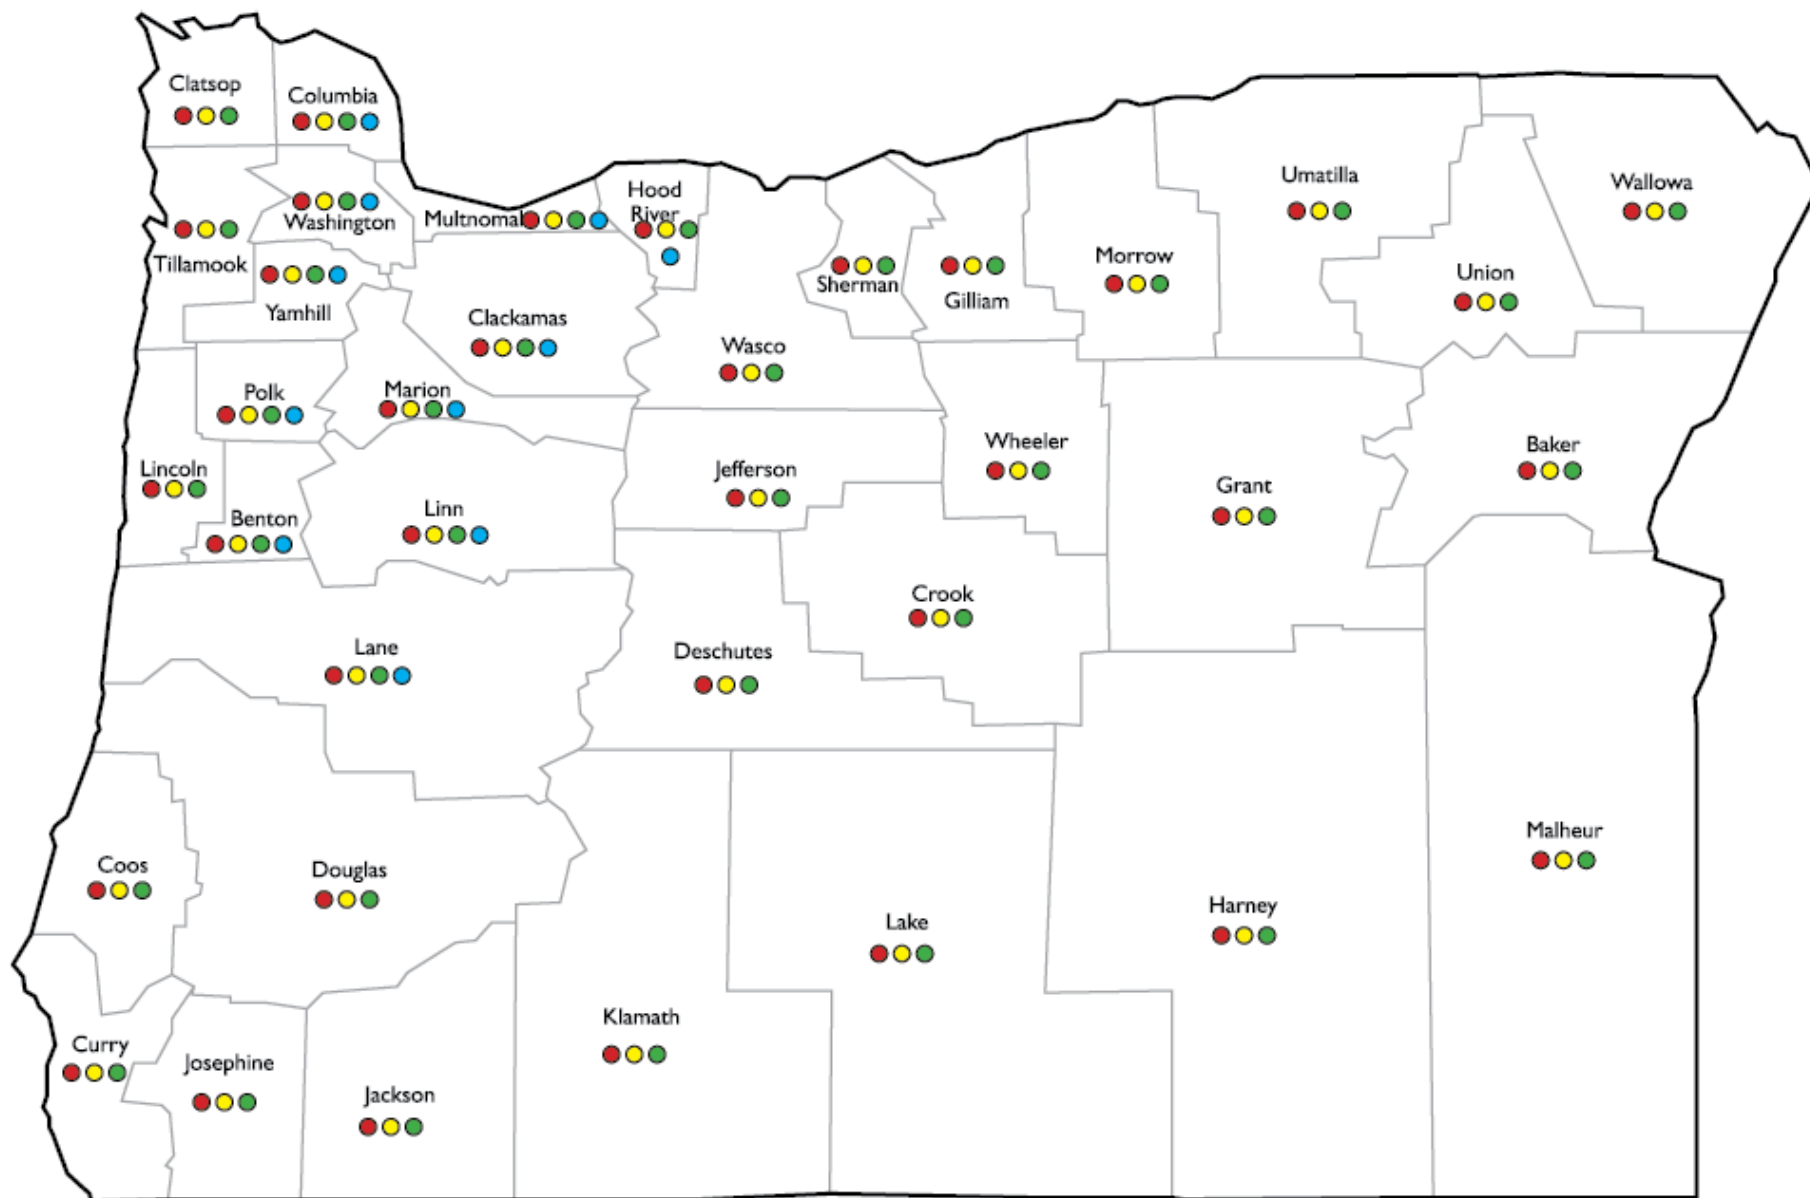 Clatsop
Columbia
Washington
Multnomah
Hood
River
Tillamook
Yamhill
Clackamas
Wasco
Sherman
Gilliam
Morrow
Umatilla
Union
Wallowa
Polk
Marion
Lincoln
Benton
Linn
Jefferson
Wheeler
Grant
Baker
Lane
Deschutes
Crook
Coos
Douglas
Lake
Harney
Malheur
Curry
Josephine
Jackson
Klamath